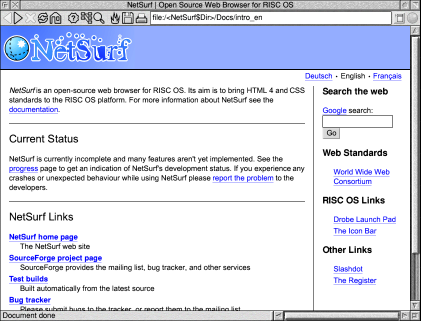 NetSurf | Open Source Web Browser for RISC OS
file:/<NetSurf$Dir>/Docs/intro_en
NetSurf
Deutsch · English · Français
NetSurf is an open-source web browser for RISC OS. Its aim is to bring HTML 4 and CSS
standards to the RISC OS platform. For more information about NetSurf see the
documentation.
Current Status
NetSurf is currently incomplete and many features aren't yet implemented. See the
progress page to get an indication of NetSurf's development status. If you experience any
crashes or unexpected behaviour while using NetSurf please report the problem to the
developers.
NetSurf Links
NetSurf home page
The NetSurf web site
SourceForge project page
SourceForge provides the mailing list, bug tracker, and other services
Test builds
Built automatically from the latest source
Bug tracker
Please submit bugs to the tracker, or report them to the mailing list
Search the web
Google search:
Go
Web Standards
World Wide Web
Consortium
RISC OS Links
Drobe Launch Pad
The Icon Bar
Other Links
Slashdot
The Register
Document done